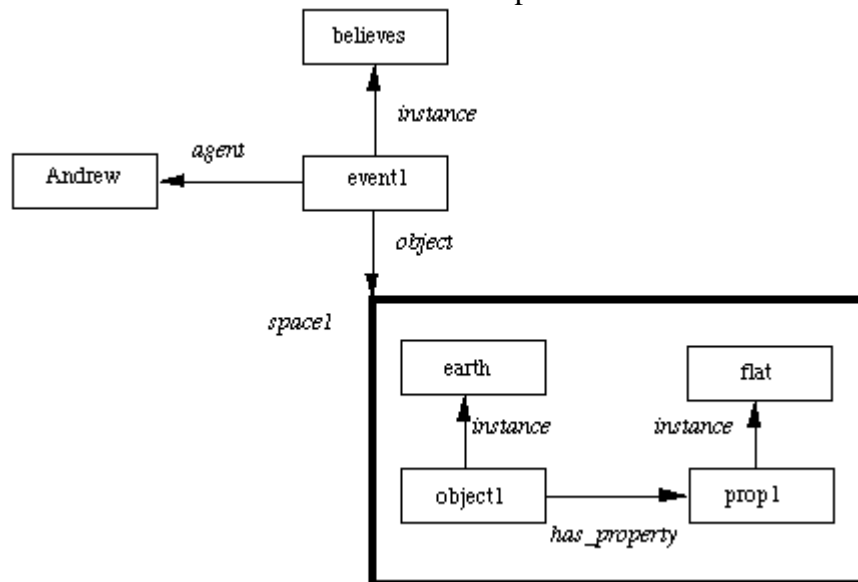 believes
instance
agent
Andrew
event1
object
space1
earth
flat
instance
instance
object1
prop1
has_property